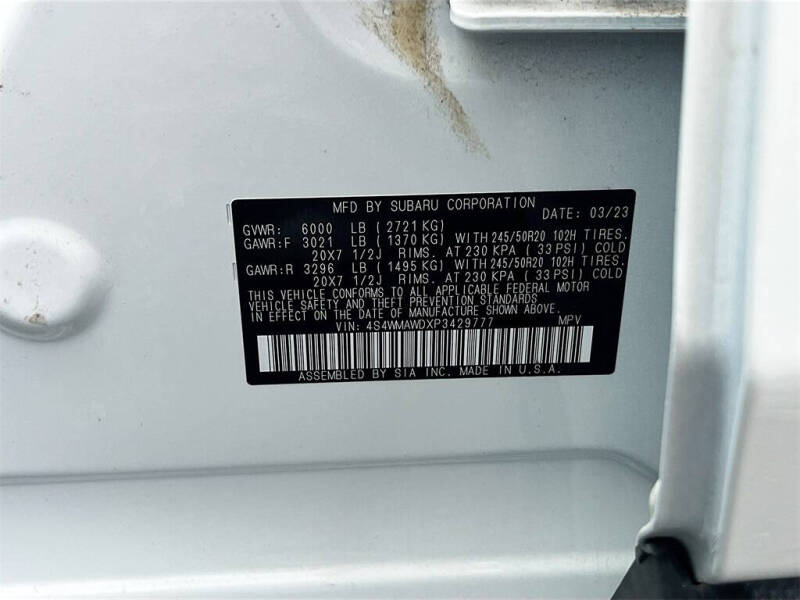 MFD BY SUBARU CORPORATION
DATE: 03/23
GVWR: 6000 LB ( 2721 KG)
GAWR:F 3021 LB ( 1370 KG) WITH 245/50R20 102H TIRES.
20X7 1/2J RIMS. AT 230 KPA ( 33 PSI) COLD
GAWR:R 3296 LB ( 1495 KG) WITH 245/50R20 102H TIRES.
20X7 1/2J RIMS. AT 230 KPA ( 33 PSI) COLD
THIS VEHICLE CONFORMS TO ALL APPLICABLE FEDERAL MOTOR
VEHICLE SAFETY AND THEFT PREVENTION STANDARDS
IN EFFECT ON THE DATE OF MANUFACTURE SHOWN ABOVE.
VIN: 4S4WMAWDXP3429777 MPV
ASSEMBLED BY SIA INC. MADE IN U.S.A.